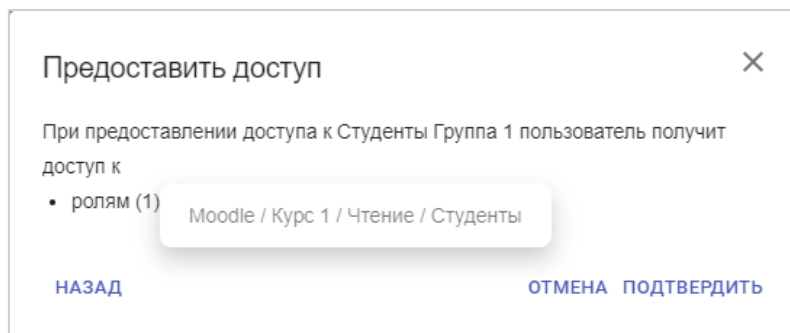 Предоставить доступ
При предоставлении доступа к Студенты Группа 1 пользователь получит
доступ к
• ролям (1)
Moodle / Курс 1 / Чтение / Студенты
НАЗАД ОТМЕНА ПОДТВЕРДИТЬ